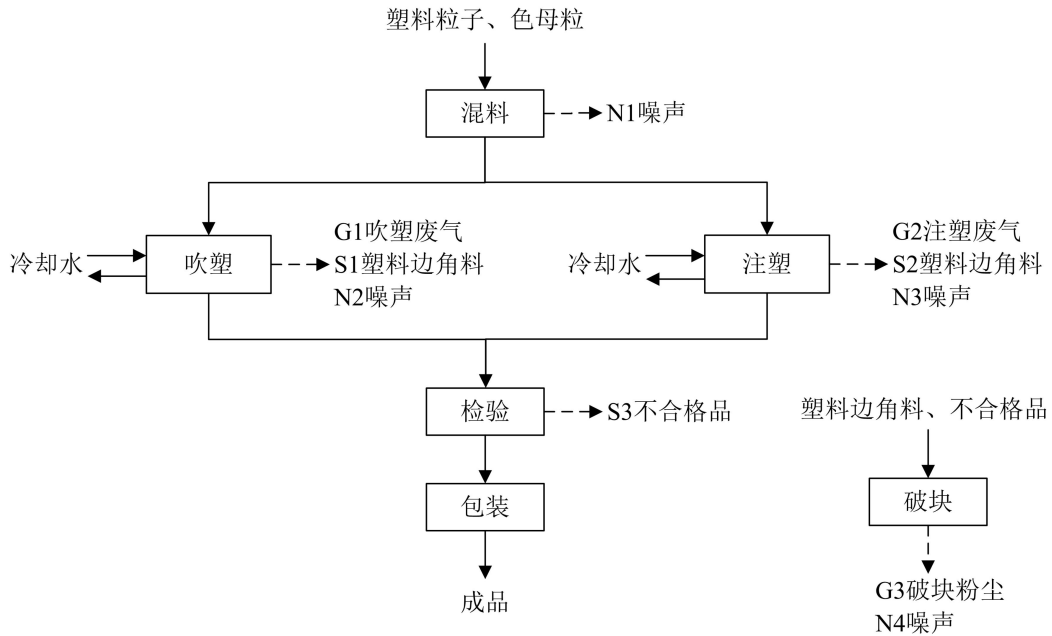 塑料粒子、色母粒
混料
N1噪声
冷却水
吹塑
G1吹塑废气
S1塑料边角料
N2噪声
冷却水
注塑
G2注塑废气
S2塑料边角料
N3噪声
检验
S3不合格品
包装
成品
塑料边角料、不合格品
破块
G3破块粉尘
N4噪声